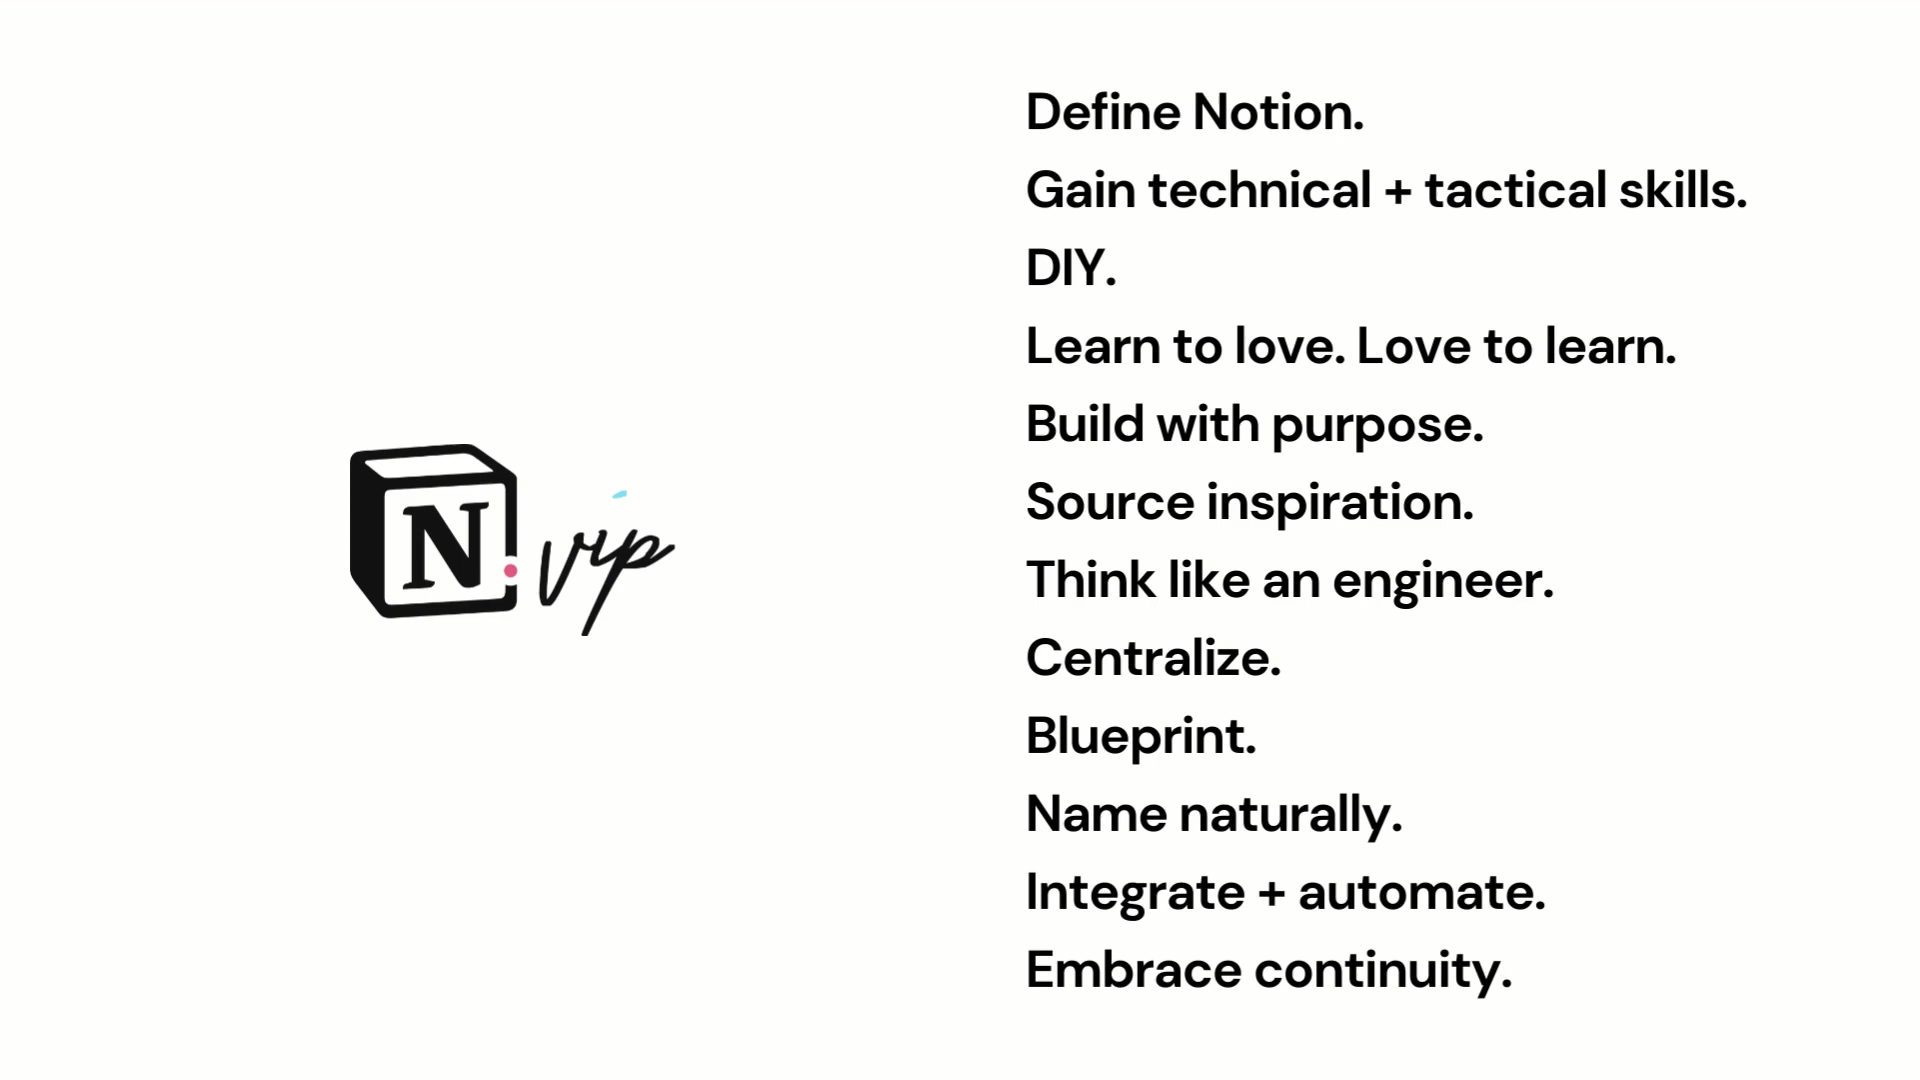 N
vip
Define Notion.
Gain technical + tactical skills.
DIY.
Learn to love. Love to learn.
Build with purpose.
Source inspiration.
Think like an engineer.
Centralize.
Blueprint.
Name naturally.
Integrate + automate.
Embrace continuity.